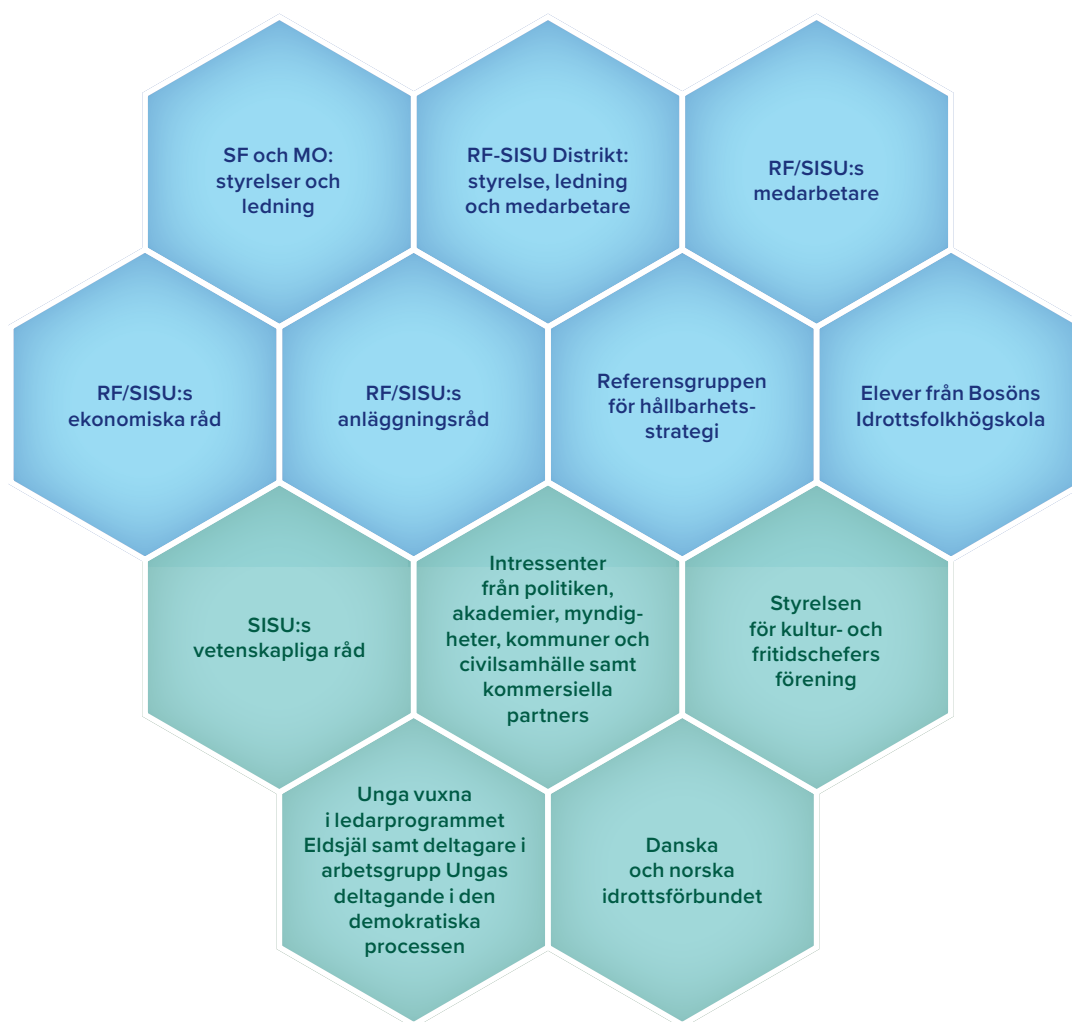 SF och MO:
styrelser och
ledning
RF-SISU Distrikt:
styrelse, ledning
och medarbetare
RF/SISU:s
medarbetare
RF/SISU:s
ekonomiska råd
RF/SISU:s
anläggningsråd
Referensgruppen
för hållbarhets-
strategi
Elever från Bosöns
Idrottsfolkhögskola
SISU:s
vetenskapliga råd
Intressenter
från politiken,
akademier, myndig-
heter, kommuner och
civilsamhälle samt
kommersiella
partners
Styrelsen
för kultur- och
fritidschefers
förening
Unga vuxna
i ledarprogrammet
Eldsjäl samt deltagare i
arbetsgrupp Ungas
deltagande i den
demokratiska
processen
Danska
och norska
idrottsförbundet